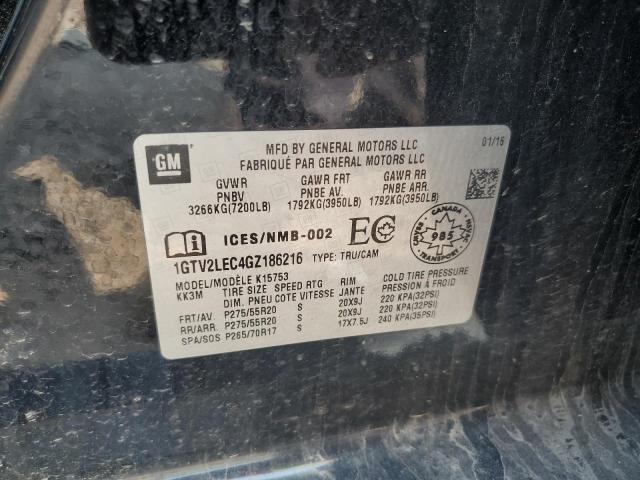 GM
MFD BY GENERAL MOTORS LLC
01/16
FABRIQUÉ PAR GENERAL MOTORS LLC
GVWR GAWR FRT GAWR RR
PNBV PNBE AV. PNBE ARR.
3266KG(7200LB) 1792KG(3950LB) 1792KG(3950LB)
ICES/NMB-002 EC
CANADA
985
1GTV2LEC4GZ186216 TYPE: TRU/CAM
MODEL/MODÈLE K15753
KK3M TIRE SIZE SPEED RTG RIM COLD TIRE PRESSURE
DIM. PNEU COTE VITESSE JANTE PRESSION À FROID
FRT/AV. P275/55R20 S 20X9J 220 KPA(32PSI)
RR/ARR. P275/55R20 S 20X9J 220 KPA(32PSI)
SPA/SOS P265/70R17 S 17X7.5J 240 KPA(35PSI)